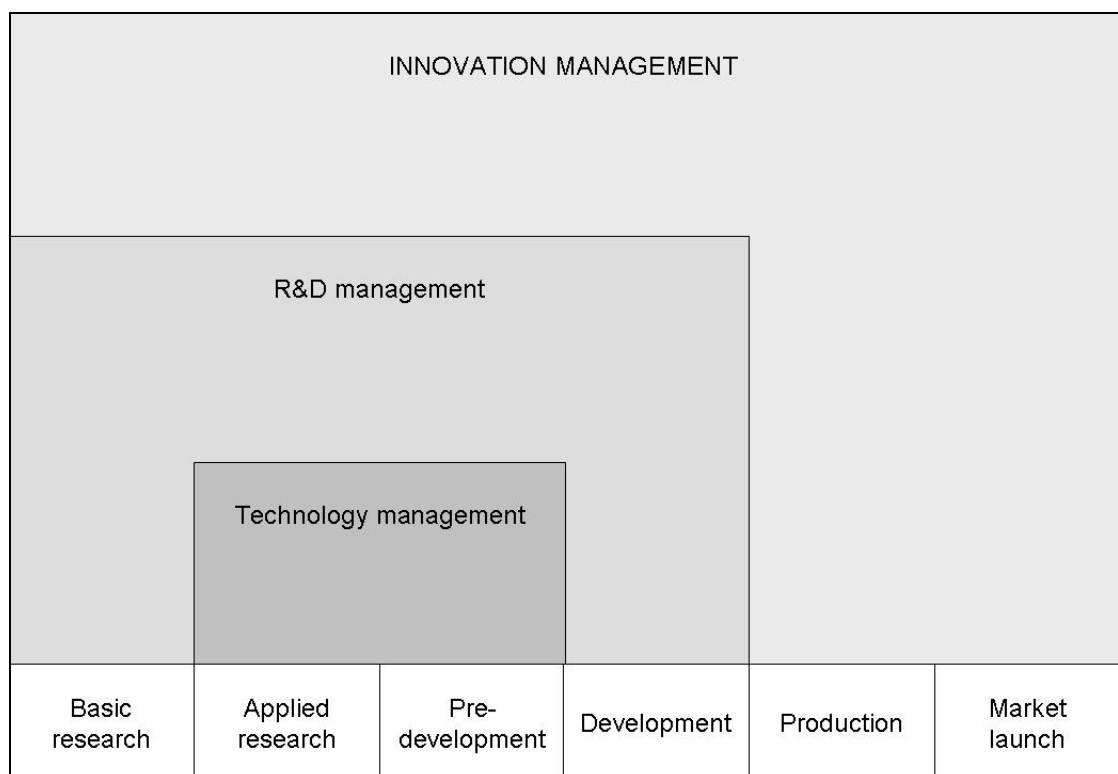 INNOVATION MANAGEMENT
R&D management
Technology management
Basic
research
Applied
research
Pre-
development
Development
Production
Market
launch